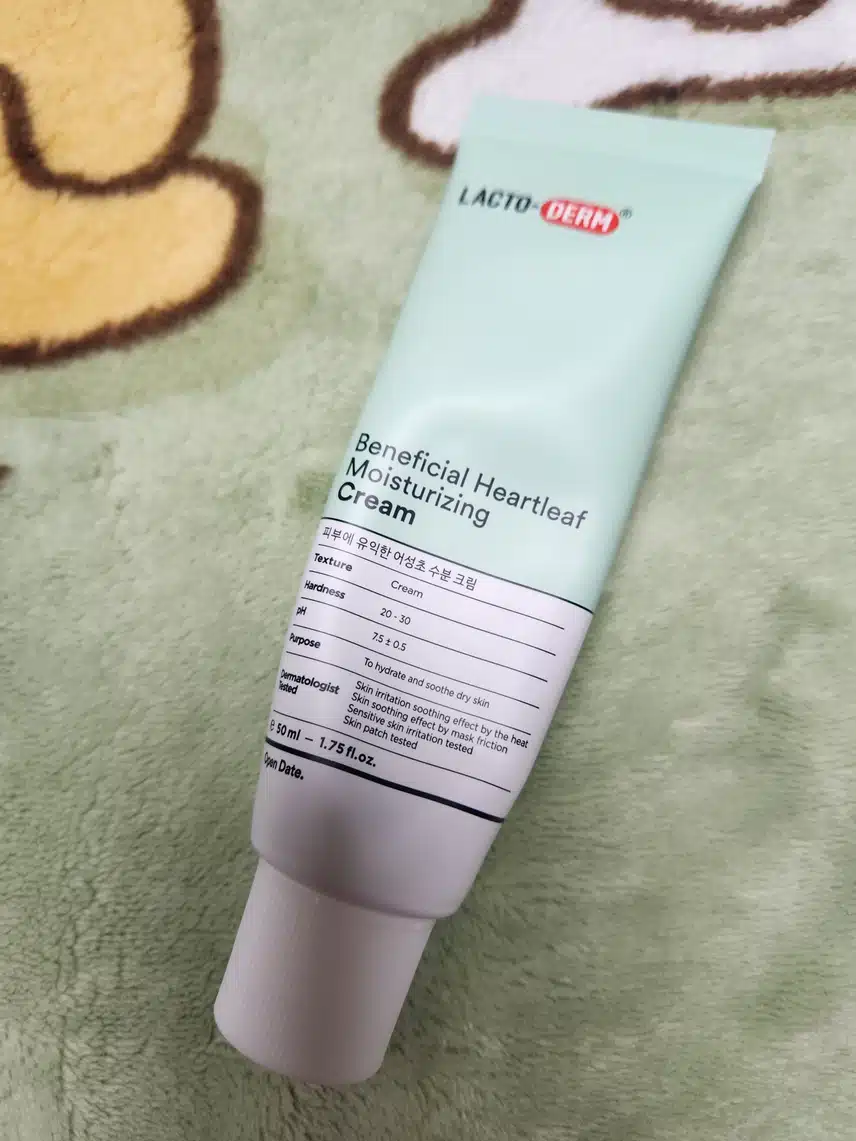 LACTO-DERM®
Beneficial Heartleaf
Moisturizing
Cream
피부에 유익한 어성초 수분 크림
Texture Cream
Hardness 20 - 30
pH 7.5 ± 0.5
Purpose To hydrate and soothe dry skin
Dermatologist Tested Skin irritation soothing effect by the heat
Skin soothing effect by mask friction
Sensitive skin irritation tested
Skin patch tested
℮ 50 ml — 1.75 fl.oz.
Open Date.